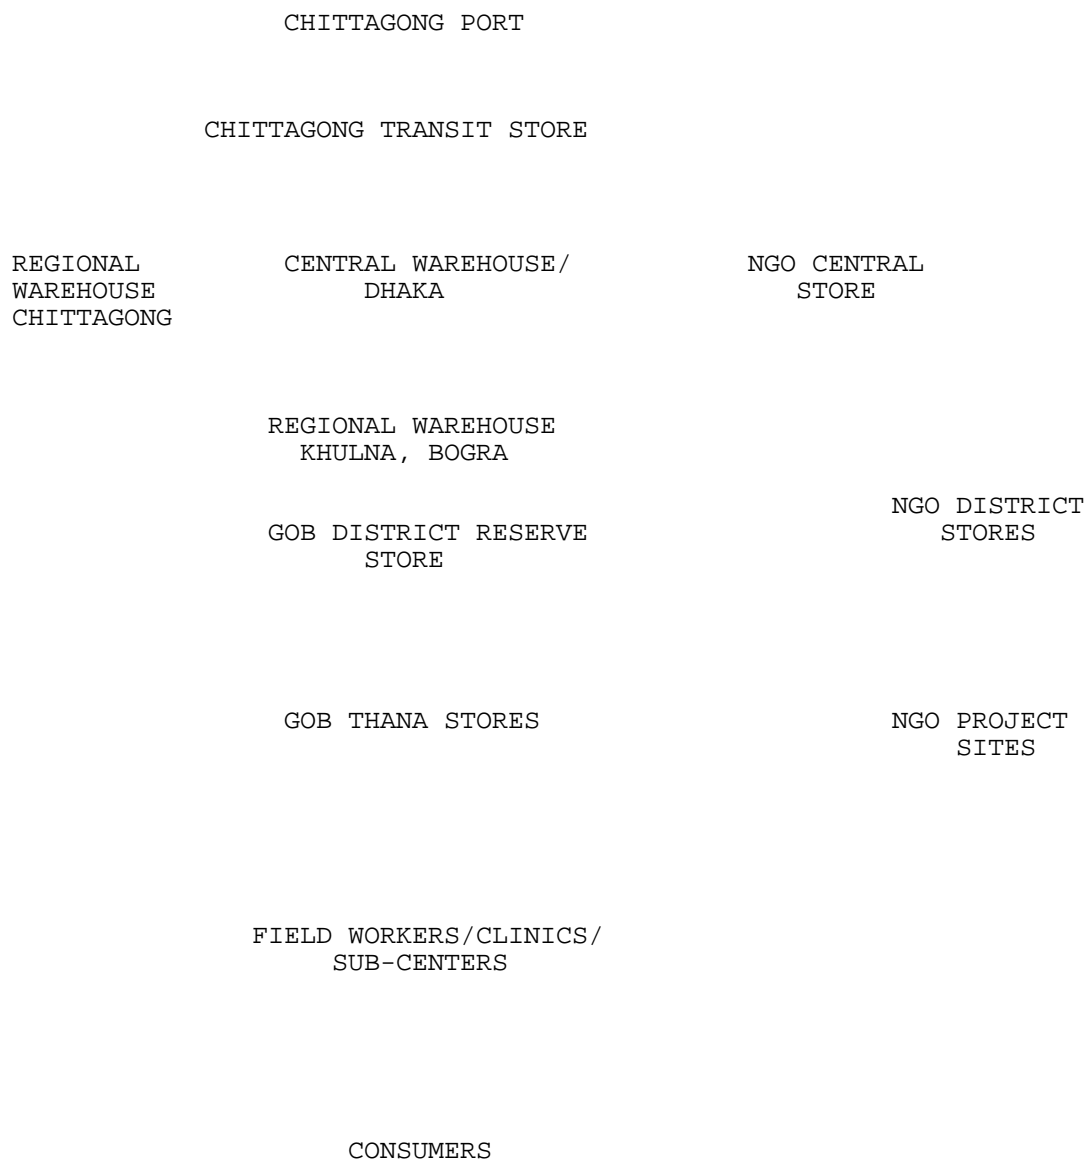 CHITTAGONG PORT
CHITTAGONG TRANSIT STORE
REGIONAL
WAREHOUSE
CHITTAGONG
CENTRAL WAREHOUSE/
DHAKA
NGO CENTRAL
STORE
REGIONAL WAREHOUSE
KHULNA, BOGRA
NGO DISTRICT
STORES
GOB DISTRICT RESERVE
STORE
GOB THANA STORES
NGO PROJECT
SITES
FIELD WORKERS/CLINICS/
SUB-CENTERS
CONSUMERS